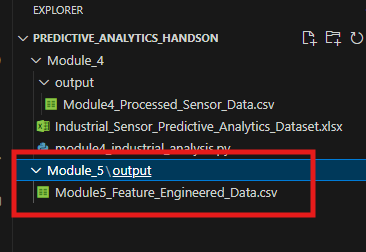 EXPLORER
PREDICTIVE_ANALYTICS_HANDSON
Module_4
output
Module4_Processed_Sensor_Data.csv
Industrial_Sensor_Predictive_Analytics_Dataset.xlsx
module4_industrial_analysis.py
Module_5\output
Module5_Feature_Engineered_Data.csv